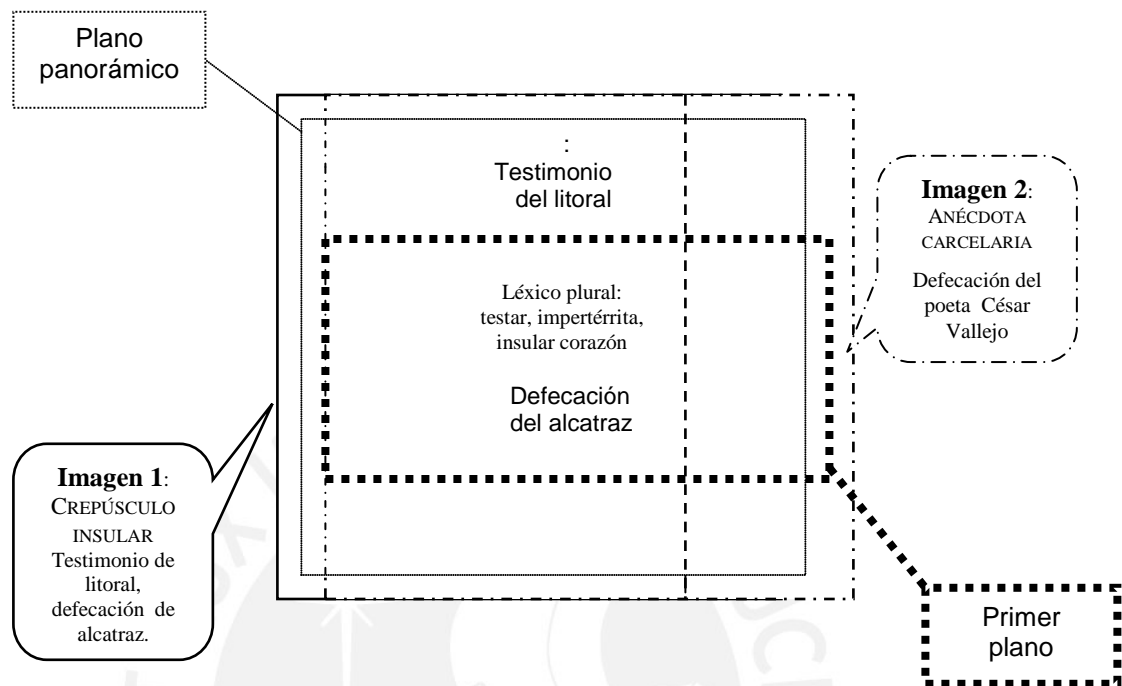 Plano
panorámico
:
Testimonio
del litoral
Imagen 2:
ANÉCDOTA
CARCELARIA
Defecación del
poeta César
Vallejo
Léxico plural:
testar, impertérrita,
insular corazón
Defecación
del alcatraz
Imagen 1:
CREPÚSCULO
INSULAR
Testimonio de
litoral,
defecación de
alcatraz.
Primer
plano